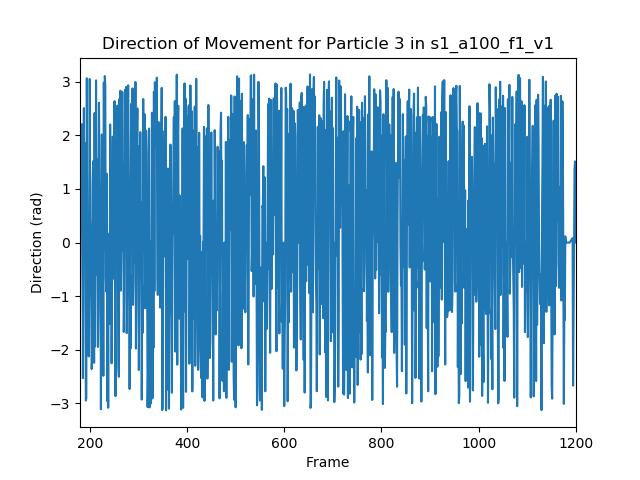 Direction of Movement for Particle 3 in s1_a100_f1_v1
3
2
1
0
−1
−2
−3
Direction (rad)
200 400 600 800 1000 1200
Frame